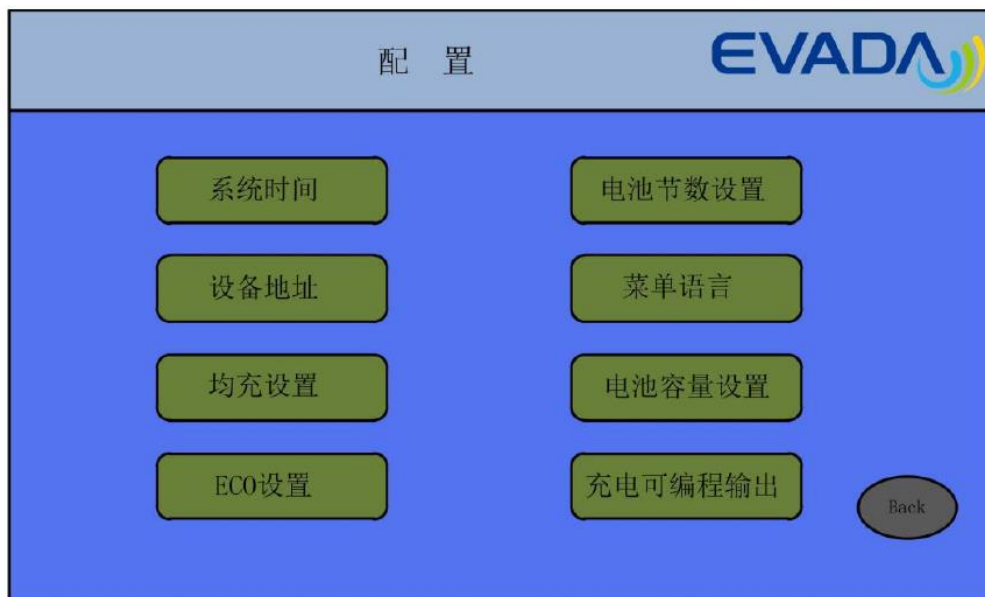 配 置
EVADA
系统时间
电池节数设置
设备地址
菜单语言
均充设置
电池容量设置
ECO设置
充电可编程输出
Back